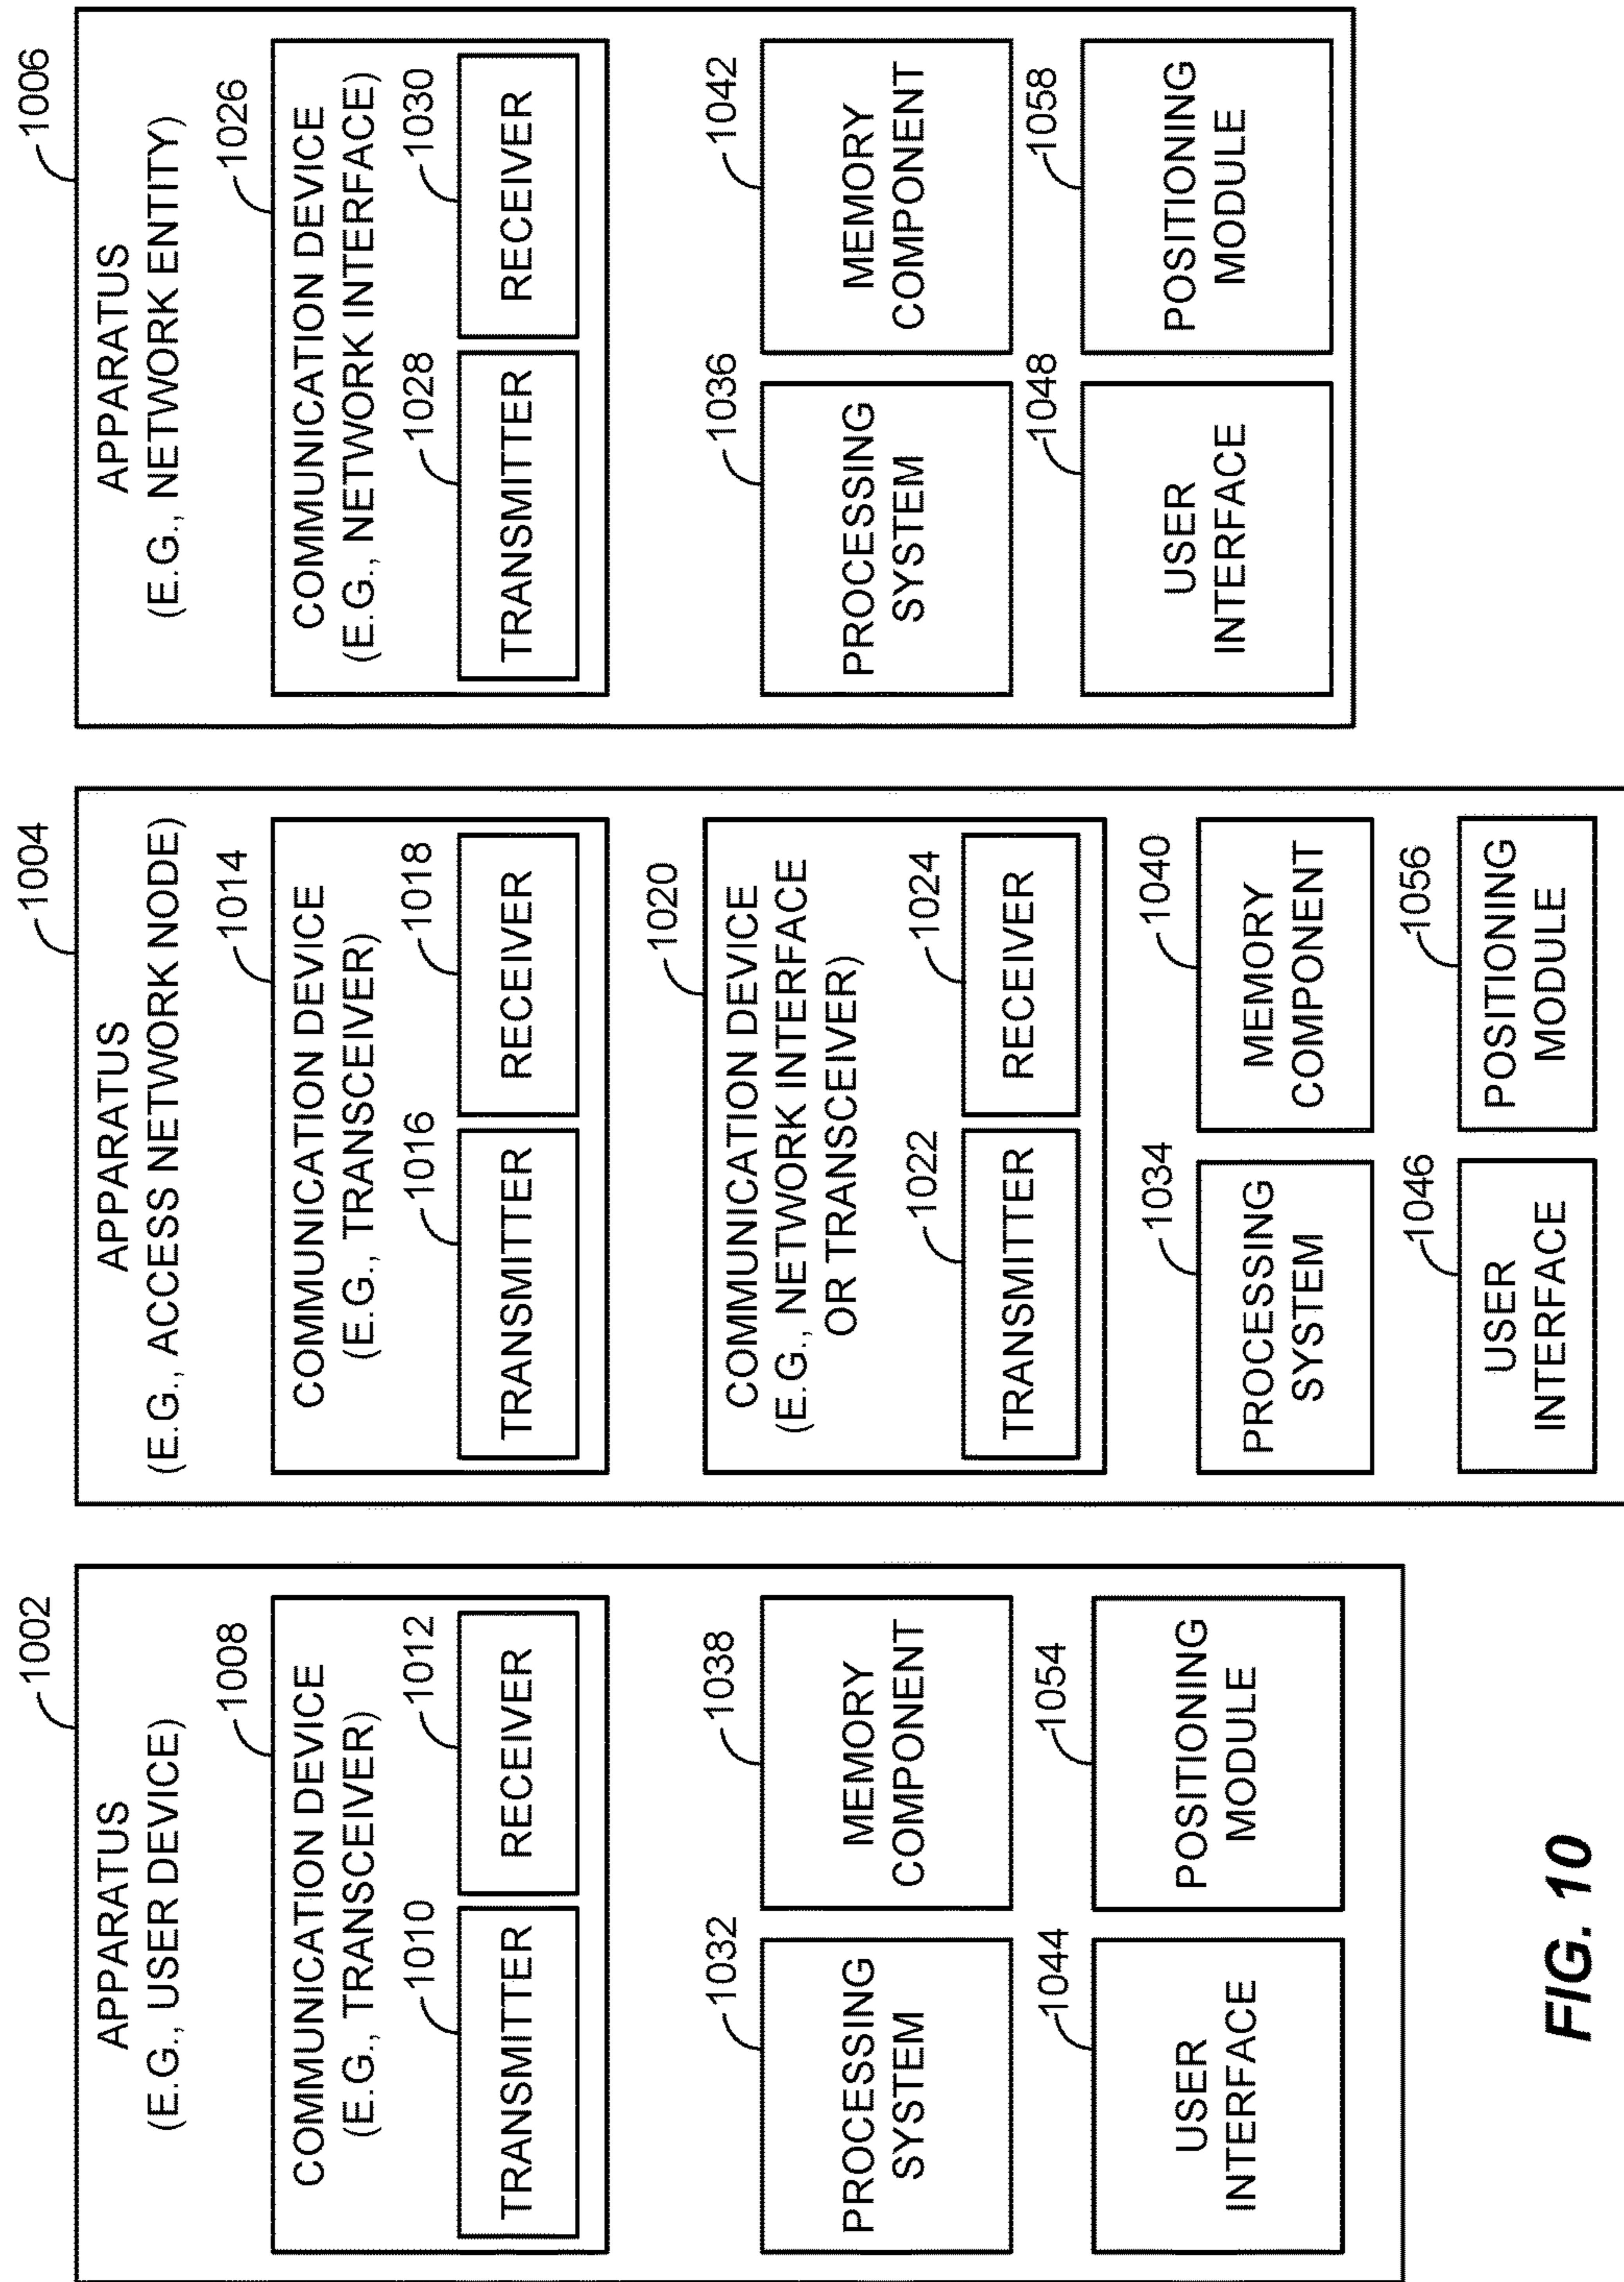 1002
APPARATUS
(E.G., USER DEVICE)
1008
COMMUNICATION DEVICE
(E.G., TRANSCEIVER)
1010
1012
TRANSMITTER
RECEIVER
1032
1038
PROCESSING
SYSTEM
MEMORY
COMPONENT
1044
1054
USER
INTERFACE
POSITIONING
MODULE
1004
APPARATUS
(E.G., ACCESS NETWORK NODE)
1014
COMMUNICATION DEVICE
(E.G., TRANSCEIVER)
1016
1018
TRANSMITTER
RECEIVER
1020
COMMUNICATION DEVICE
(E.G., NETWORK INTERFACE
OR TRANSCEIVER)
1022
1024
TRANSMITTER
RECEIVER
1034
1040
PROCESSING
SYSTEM
MEMORY
COMPONENT
1046
1056
USER
INTERFACE
POSITIONING
MODULE
1006
APPARATUS
(E.G., NETWORK ENTITY)
1026
COMMUNICATION DEVICE
(E.G., NETWORK INTERFACE)
1028
1030
TRANSMITTER
RECEIVER
1036
1042
PROCESSING
SYSTEM
MEMORY
COMPONENT
1048
1058
USER
INTERFACE
POSITIONING
MODULE
FIG. 10